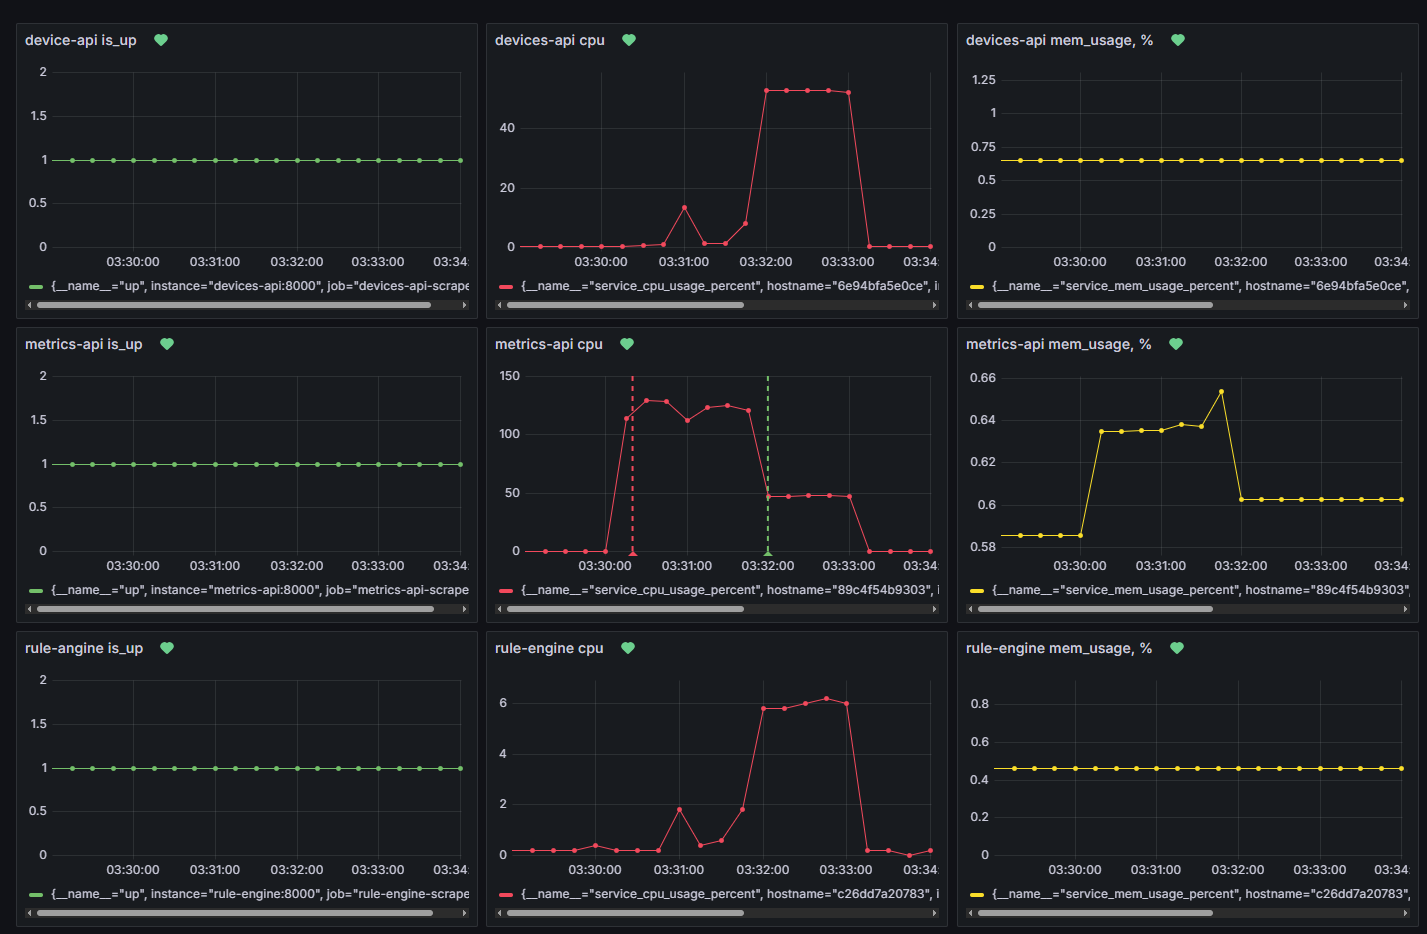 device-api is_up
2
1.5
1
0.5
0
03:30:00 03:31:00 03:32:00 03:33:00 03:34:
{__name__="up", instance="devices-api:8000", job="devices-api-scrape
devices-api cpu
40
20
0
03:30:00 03:31:00 03:32:00 03:33:00 03:34:
{__name__="service_cpu_usage_percent", hostname="6e94bfa5e0ce", i
devices-api mem_usage, %
1.25
1
0.75
0.5
0.25
0
03:30:00 03:31:00 03:32:00 03:33:00 03:34:
{__name__="service_mem_usage_percent", hostname="6e94bfa5e0ce",
metrics-api is_up
2
1.5
1
0.5
0
03:30:00 03:31:00 03:32:00 03:33:00 03:34:
{__name__="up", instance="metrics-api:8000", job="metrics-api-scrape
metrics-api cpu
150
100
50
0
03:30:00 03:31:00 03:32:00 03:33:00 03:34:
{__name__="service_cpu_usage_percent", hostname="89c4f54b9303", i
metrics-api mem_usage, %
0.66
0.64
0.62
0.6
0.58
03:30:00 03:31:00 03:32:00 03:33:00 03:34:
{__name__="service_mem_usage_percent", hostname="89c4f54b9303",
rule-angine is_up
2
1.5
1
0.5
0
03:30:00 03:31:00 03:32:00 03:33:00 03:34:
{__name__="up", instance="rule-engine:8000", job="rule-engine-scrape
rule-engine cpu
6
4
2
0
03:30:00 03:31:00 03:32:00 03:33:00 03:34:
{__name__="service_cpu_usage_percent", hostname="c26dd7a20783", i
rule-engine mem_usage, %
0.8
0.6
0.4
0.2
0
03:30:00 03:31:00 03:32:00 03:33:00 03:34:
{__name__="service_mem_usage_percent", hostname="c26dd7a20783",